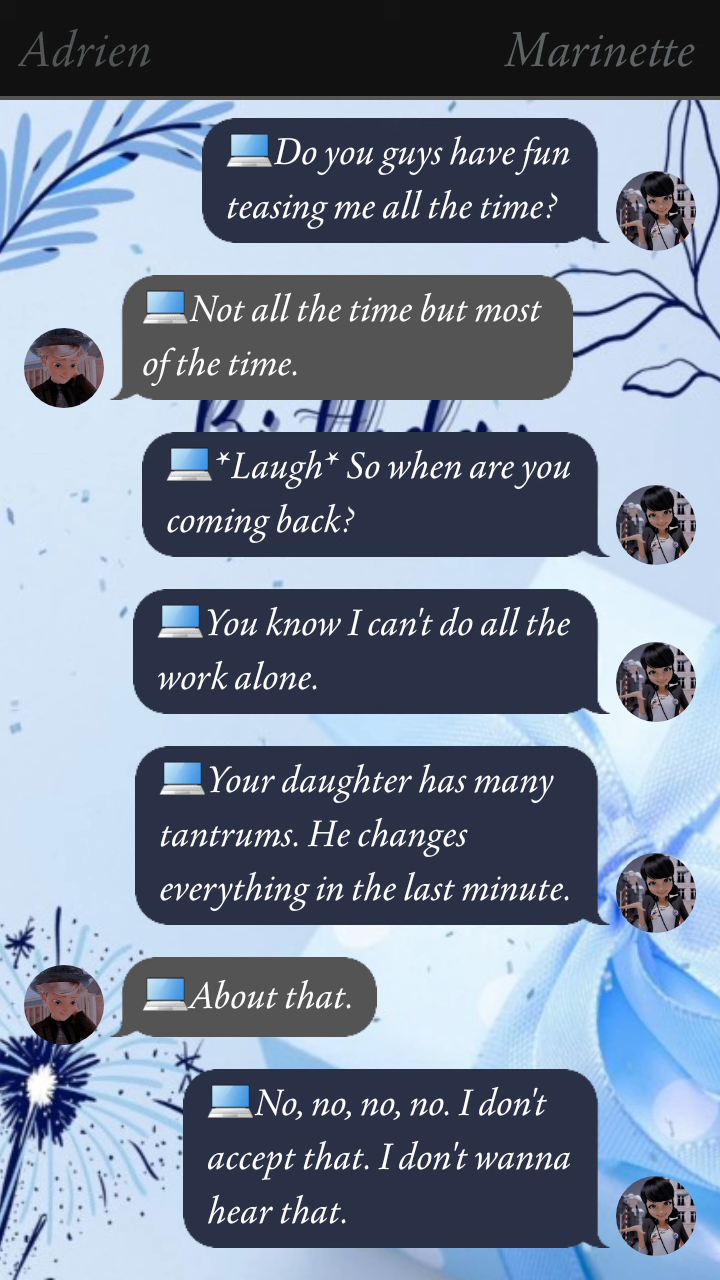 Adrien Marinette
💻Do you guys have fun
teasing me all the time?
💻Not all the time but most
of the time.
Birthday
💻*Laugh* So when are you
coming back?
💻You know I can't do all the
work alone.
💻Your daughter has many
tantrums. He changes
everything in the last minute.
💻About that.
💻No, no, no, no. I don't
accept that. I don't wanna
hear that.